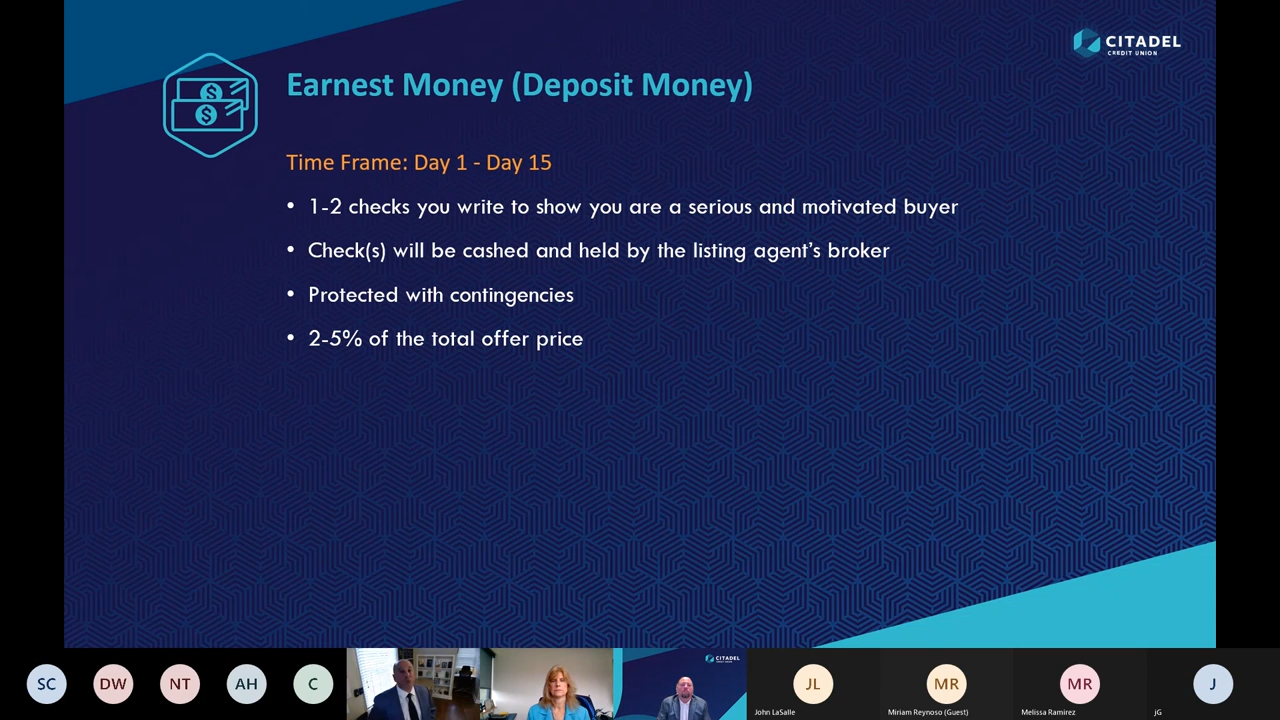 CITADEL
CREDIT UNION
Earnest Money (Deposit Money)
Time Frame: Day 1 - Day 15
• 1-2 checks you write to show you are a serious and motivated buyer
• Check(s) will be cashed and held by the listing agent’s broker
• Protected with contingencies
• 2-5% of the total offer price
SC
DW
NT
AH
C
CITADEL
JL
John LaSalle
MR
Miriam Reynoso (Guest)
MR
Melissa Ramirez
J
jG